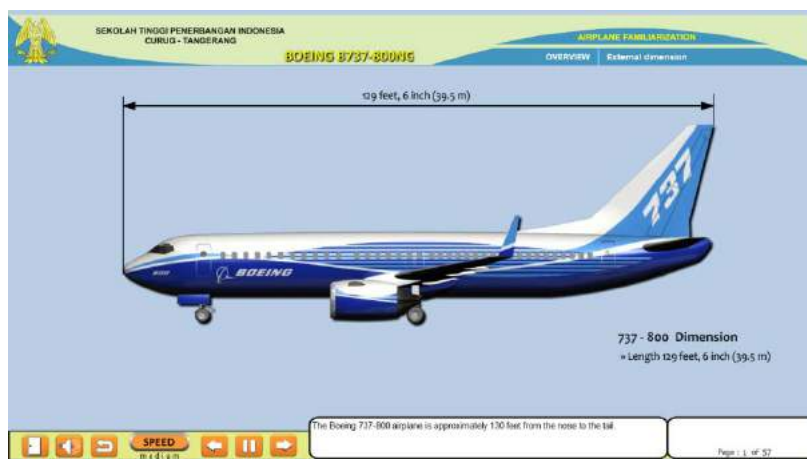 SEKOLAH TINGGI PENERBANGAN INDONESIA
CURUG - TANGERANG
BOEING B737-800NG
AIRPLANE FAMILIARIZATION
OVERVIEW
External dimension
129 feet, 6 inch (39.5 m)
737
BOEING
737 - 800 Dimension
» Length 129 feet, 6 inch (39.5 m)
SPEED
medium
The Boeing 737-800 airplane is approximately 130 feet from the nose to the tail.
Page : 1 of 57